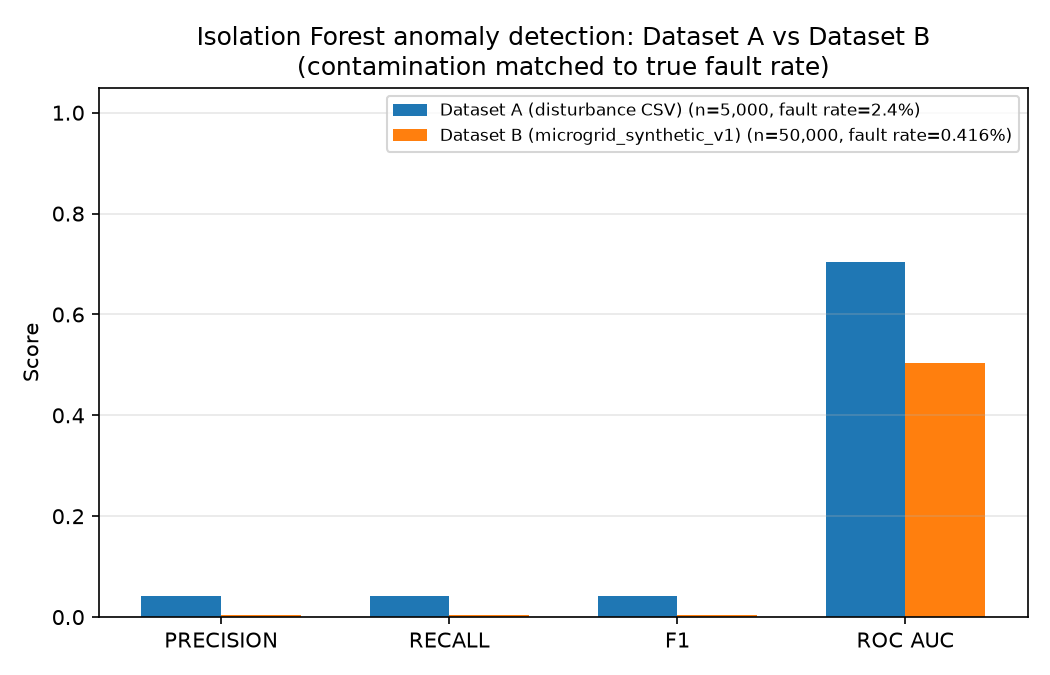 Isolation Forest anomaly detection: Dataset A vs Dataset B
(contamination matched to true fault rate)
Dataset A (disturbance CSV) (n=5,000, fault rate=2.4%)
Dataset B (microgrid_synthetic_v1) (n=50,000, fault rate=0.416%)
Score
1.0
0.8
0.6
0.4
0.2
0.0
PRECISION
RECALL
F1
ROC AUC